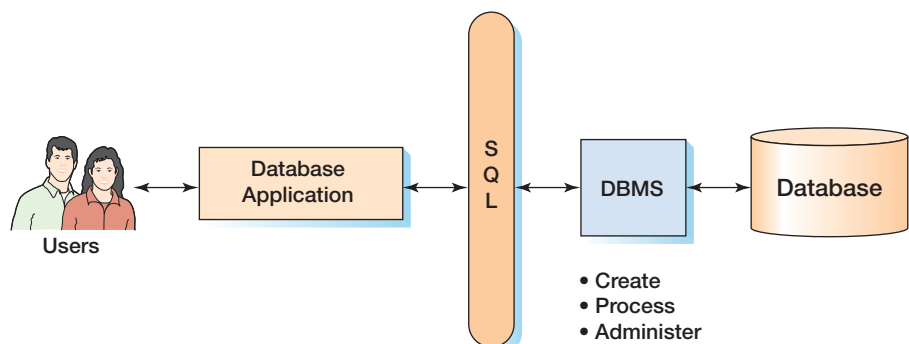 Users
Database
Application
S
Q
L
DBMS
• Create
• Process
• Administer
Database